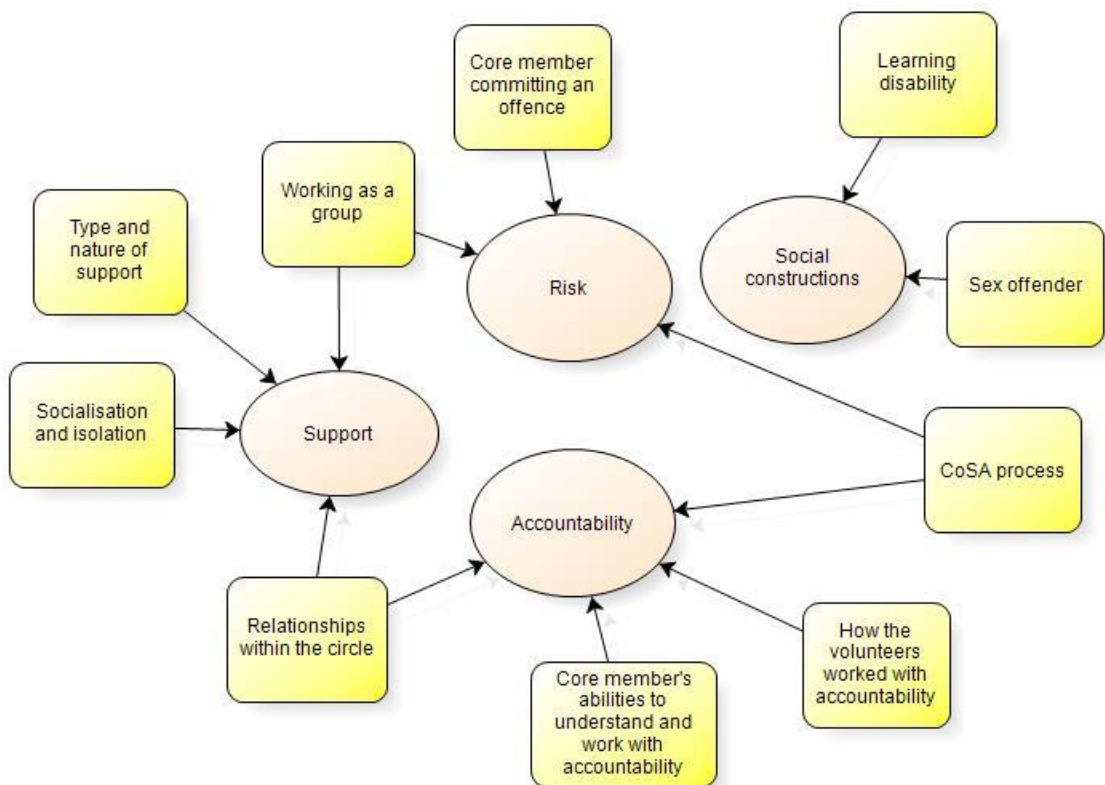 Core member
committing an
offence
Learning
disability
Working as a
group
Type and
nature of
support
Risk
Social
constructions
Sex offender
Socialisation
and isolation
Support
CoSA process
Accountability
Relationships
within the circle
Core member's
abilities to
understand and
work with
accountability
How the
volunteers
worked with
accountability